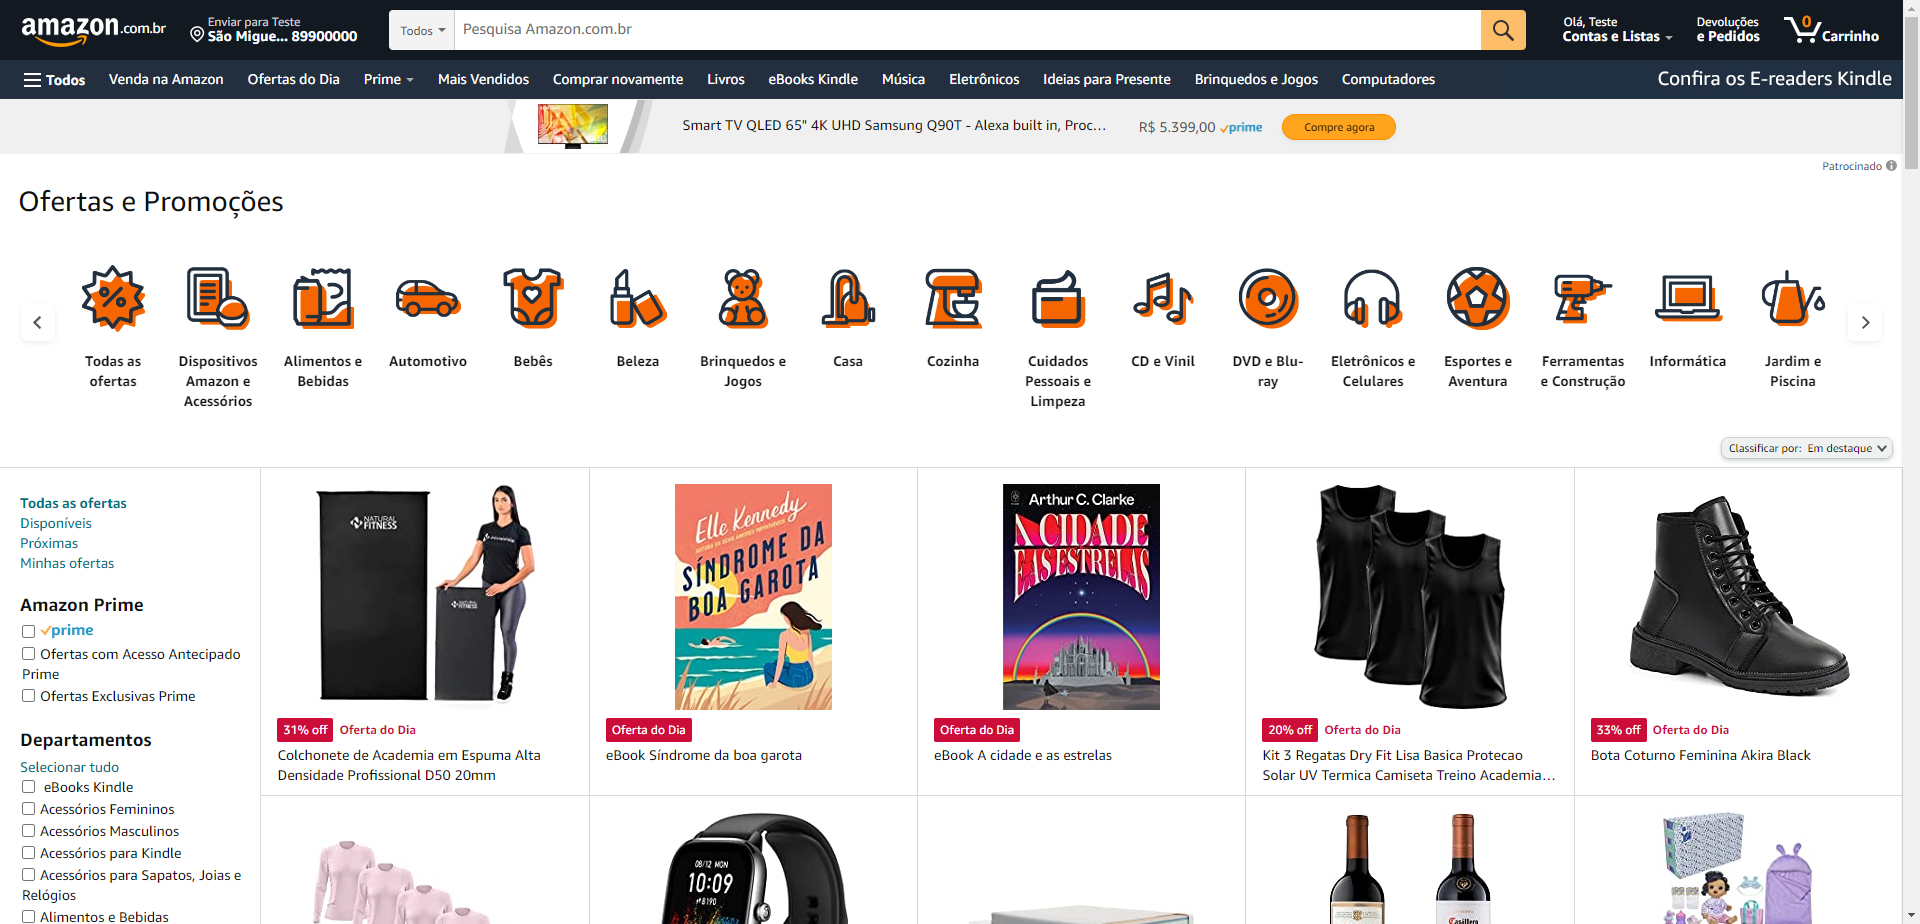 amazon.com.br
Enviar para Teste
São Migue... 89900000
Todos
Pesquisa Amazon.com.br
Olá, Teste
Contas e Listas
Devoluções
e Pedidos
0
Carrinho
Todos
Venda na Amazon
Ofertas do Dia
Prime
Mais Vendidos
Comprar novamente
Livros
eBooks Kindle
Música
Eletrônicos
Ideias para Presente
Brinquedos e Jogos
Computadores
Confira os E-readers Kindle
Smart TV QLED 65" 4K UHD Samsung Q90T - Alexa built in, Proc...
R$ 5.399,00 prime
Compre agora
Patrocinado
Ofertas e Promoções
Todas as
ofertas
Dispositivos
Amazon e
Acessórios
Alimentos e
Bebidas
Automotivo
Bebês
Beleza
Brinquedos e
Jogos
Casa
Cozinha
Cuidados
Pessoais e
Limpeza
CD e Vinil
DVD e Blu-
ray
Eletrônicos e
Celulares
Esportes e
Aventura
Ferramentas
e Construção
Informática
Jardim e
Piscina
Classificar por: Em destaque
Todas as ofertas
Disponíveis
Próximas
Minhas ofertas
Amazon Prime
prime
Ofertas com Acesso Antecipado
Prime
Ofertas Exclusivas Prime
Departamentos
Selecionar tudo
eBooks Kindle
Acessórios Femininos
Acessórios Masculinos
Acessórios para Kindle
Acessórios para Sapatos, Joias e
Relógios
Alimentos e Bebidas
NATURAL
FITNESS
NATURAL
FITNESS
31% off Oferta do Dia
Colchonete de Academia em Espuma Alta
Densidade Profissional D50 20mm
Elle Kennedy
SÍNDROME DA
BOA GAROTA
Oferta do Dia
eBook Síndrome da boa garota
Arthur C. Clarke
A CIDADE
E AS ESTRELAS
Oferta do Dia
eBook A cidade e as estrelas
20% off Oferta do Dia
Kit 3 Regatas Dry Fit Lisa Basica Protecao
Solar UV Termica Camiseta Treino Academia...
33% off Oferta do Dia
Bota Coturno Feminina Akira Black
08/12 MON
10:09
8190
Casillero